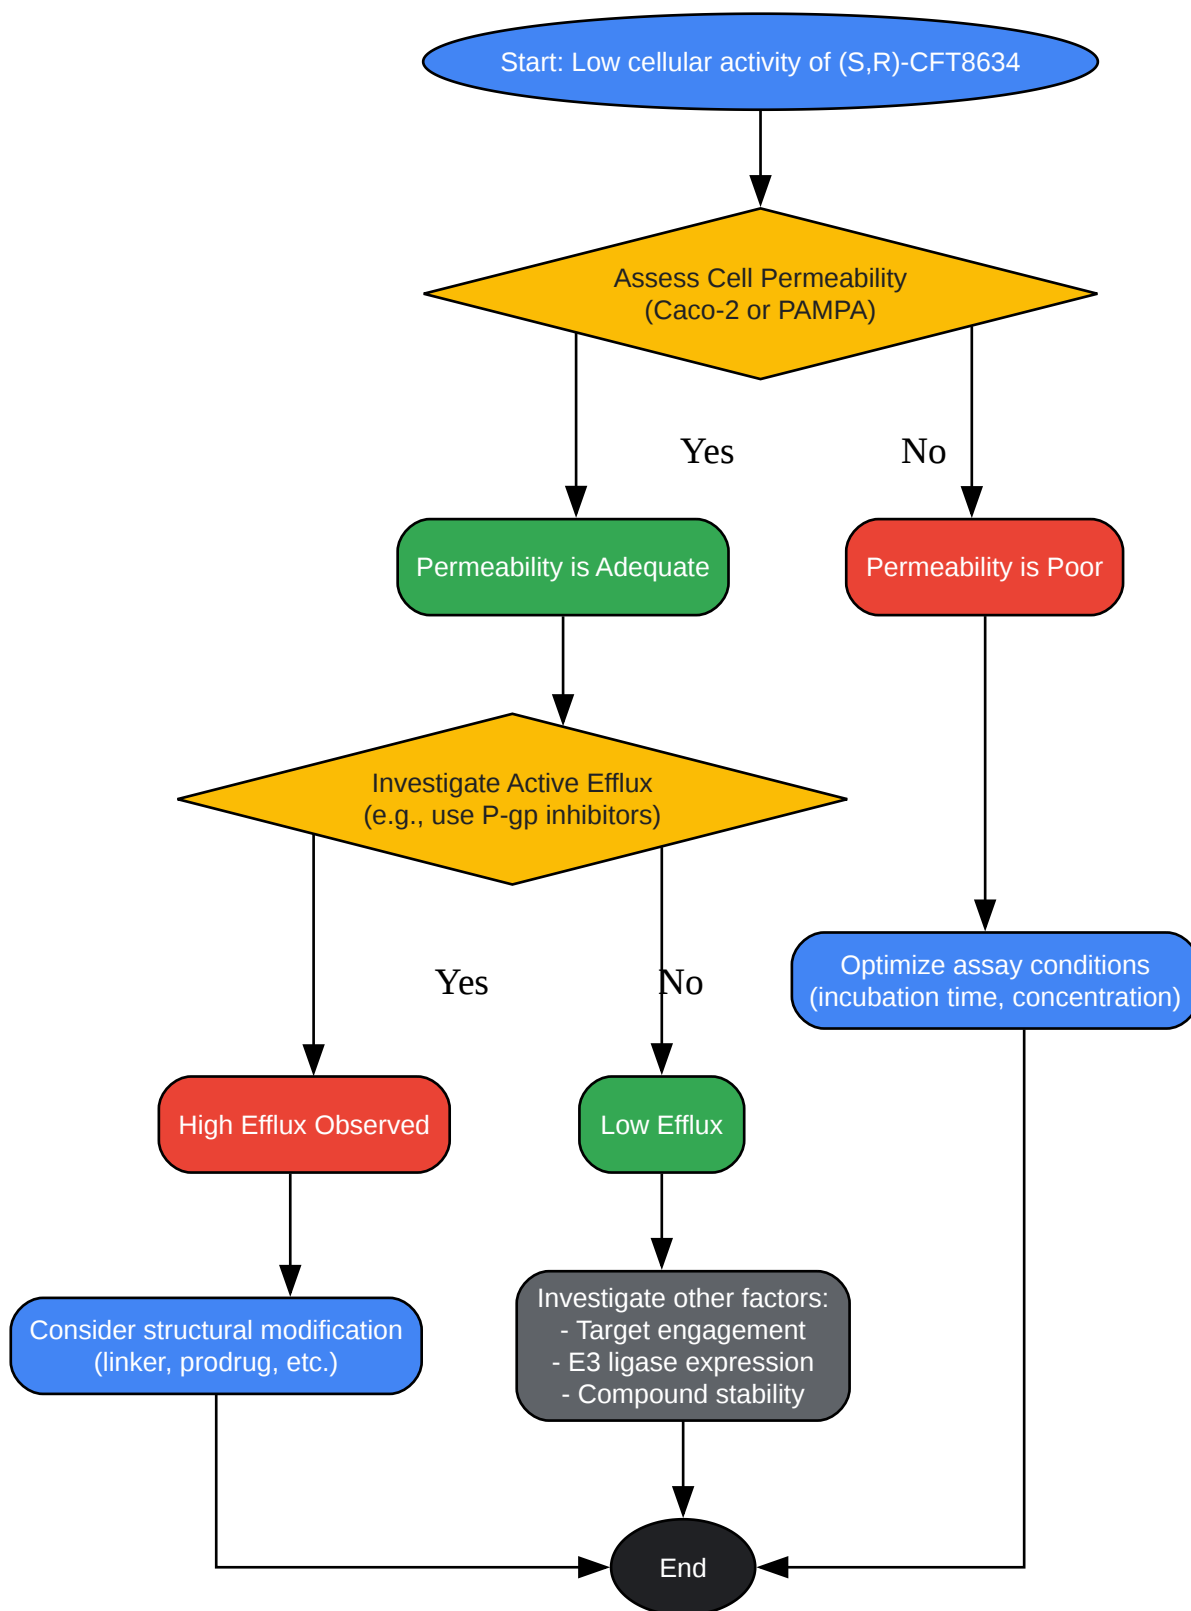 Start: Low cellular activity of (S,R)-CFT8634
Assess Cell Permeability
(Caco-2 or PAMPA)
Yes
No
Permeability is Adequate
Permeability is Poor
Investigate Active Efflux
(e.g., use P-gp inhibitors)
Optimize assay conditions
(incubation time, concentration)
Yes
No
High Efflux Observed
Low Efflux
Consider structural modification
(linker, prodrug, etc.)
Investigate other factors:
- Target engagement
- E3 ligase expression
- Compound stability
End